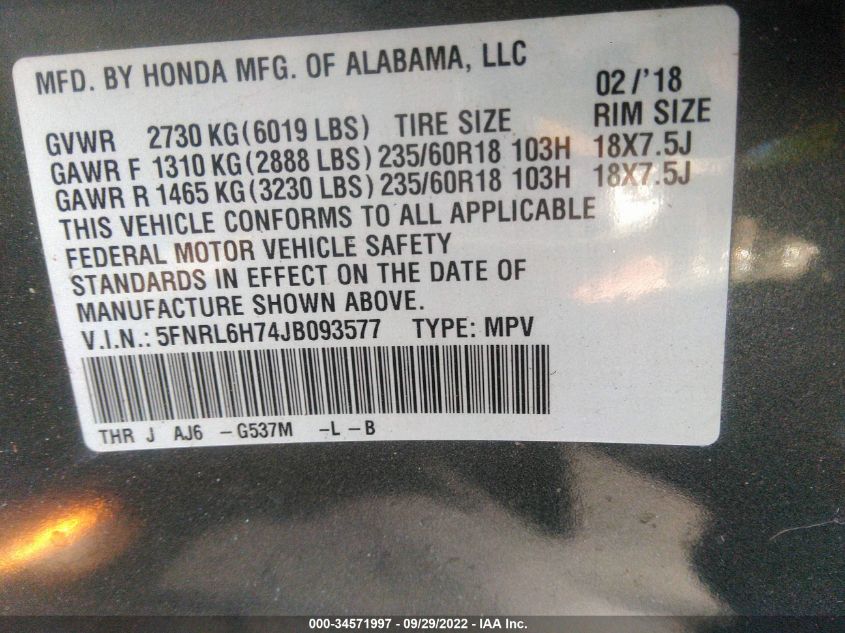 MFD. BY HONDA MFG. OF ALABAMA, LLC 02/'18
GVWR 2730 KG(6019 LBS) TIRE SIZE RIM SIZE
GAWR F 1310 KG(2888 LBS) 235/60R18 103H 18X7.5J
GAWR R 1465 KG(3230 LBS) 235/60R18 103H 18X7.5J
THIS VEHICLE CONFORMS TO ALL APPLICABLE
FEDERAL MOTOR VEHICLE SAFETY
STANDARDS IN EFFECT ON THE DATE OF
MANUFACTURE SHOWN ABOVE.
V.I.N.: 5FNRL6H74JB093577 TYPE: MPV
THR J AJ6 -G537M -L -B
000-34571997 - 09/29/2022 - IAA Inc.